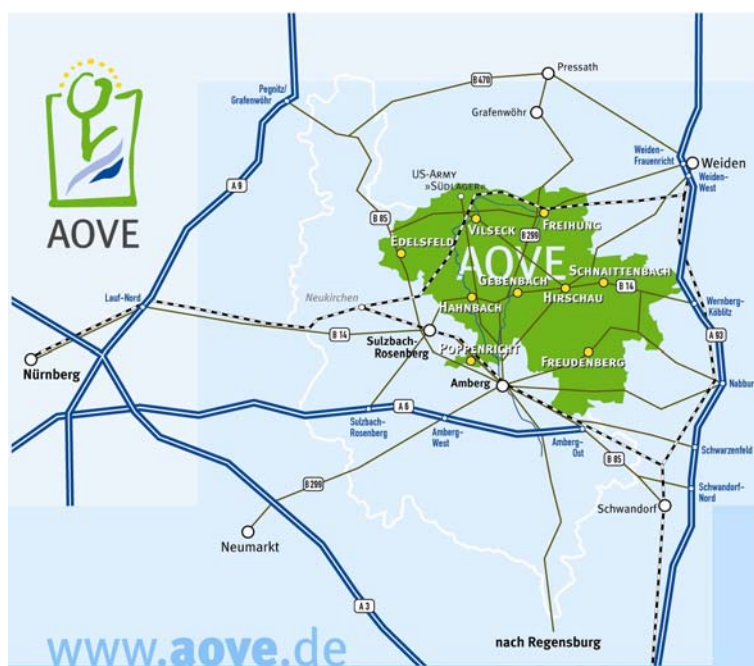 Pressath
B 470
Pegnitz/
Grafenwöhr
Grafenwöhr
Weiden-
Frauenricht
Weiden
Weiden-
West
US-ARMY
»SÜDLAGER«
A 9
AOVE
B 85
VILSECK
FREIHUNG
B 299
EDELSFELD
AOVE
GEBENBACH
SCHNAITTENBACH
B 14
HIRSCHAU
HAHNBACH
Neukirchen
Lauf-Nord
Wernberg-
Köblitz
B 14
Sulzbach-
Rosenberg
A 93
POPPENRICHT
FREUDENBERG
Nürnberg
Amberg
Nabburg
A 6
Sulzbach-
Rosenberg
Amberg-
West
Amberg-
Ost
Schwarzenfeld
B 85
B 299
Schwandorf-
Nord
Schwandorf
Neumarkt
A 3
www.aove.de
nach Regensburg